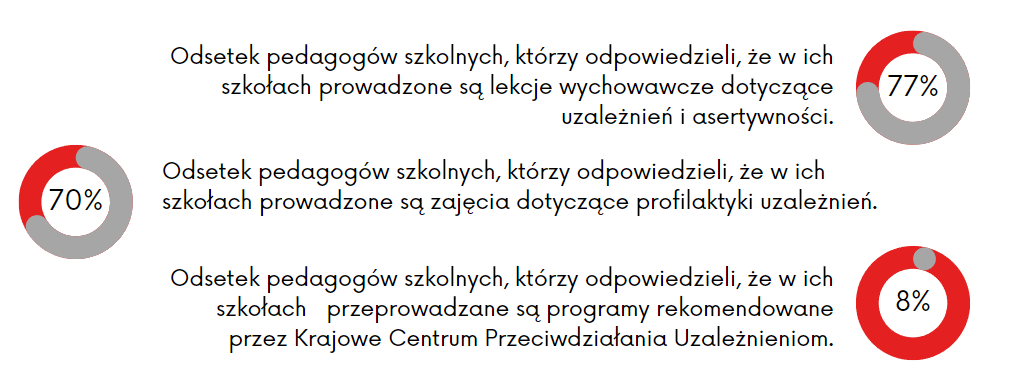 Odsetek pedagogów szkolnych, którzy odpowiedzieli, że w ich
szkołach prowadzone są lekcje wychowawcze dotyczące
uzależnień i asertywności.
77%
70%
Odsetek pedagogów szkolnych, którzy odpowiedzieli, że w ich
szkołach prowadzone są zajęcia dotyczące profilaktyki uzależnień.
Odsetek pedagogów szkolnych, którzy odpowiedzieli, że w ich
szkołach przeprowadzane są programy rekomendowane
przez Krajowe Centrum Przeciwdziałania Uzależnieniom.
8%